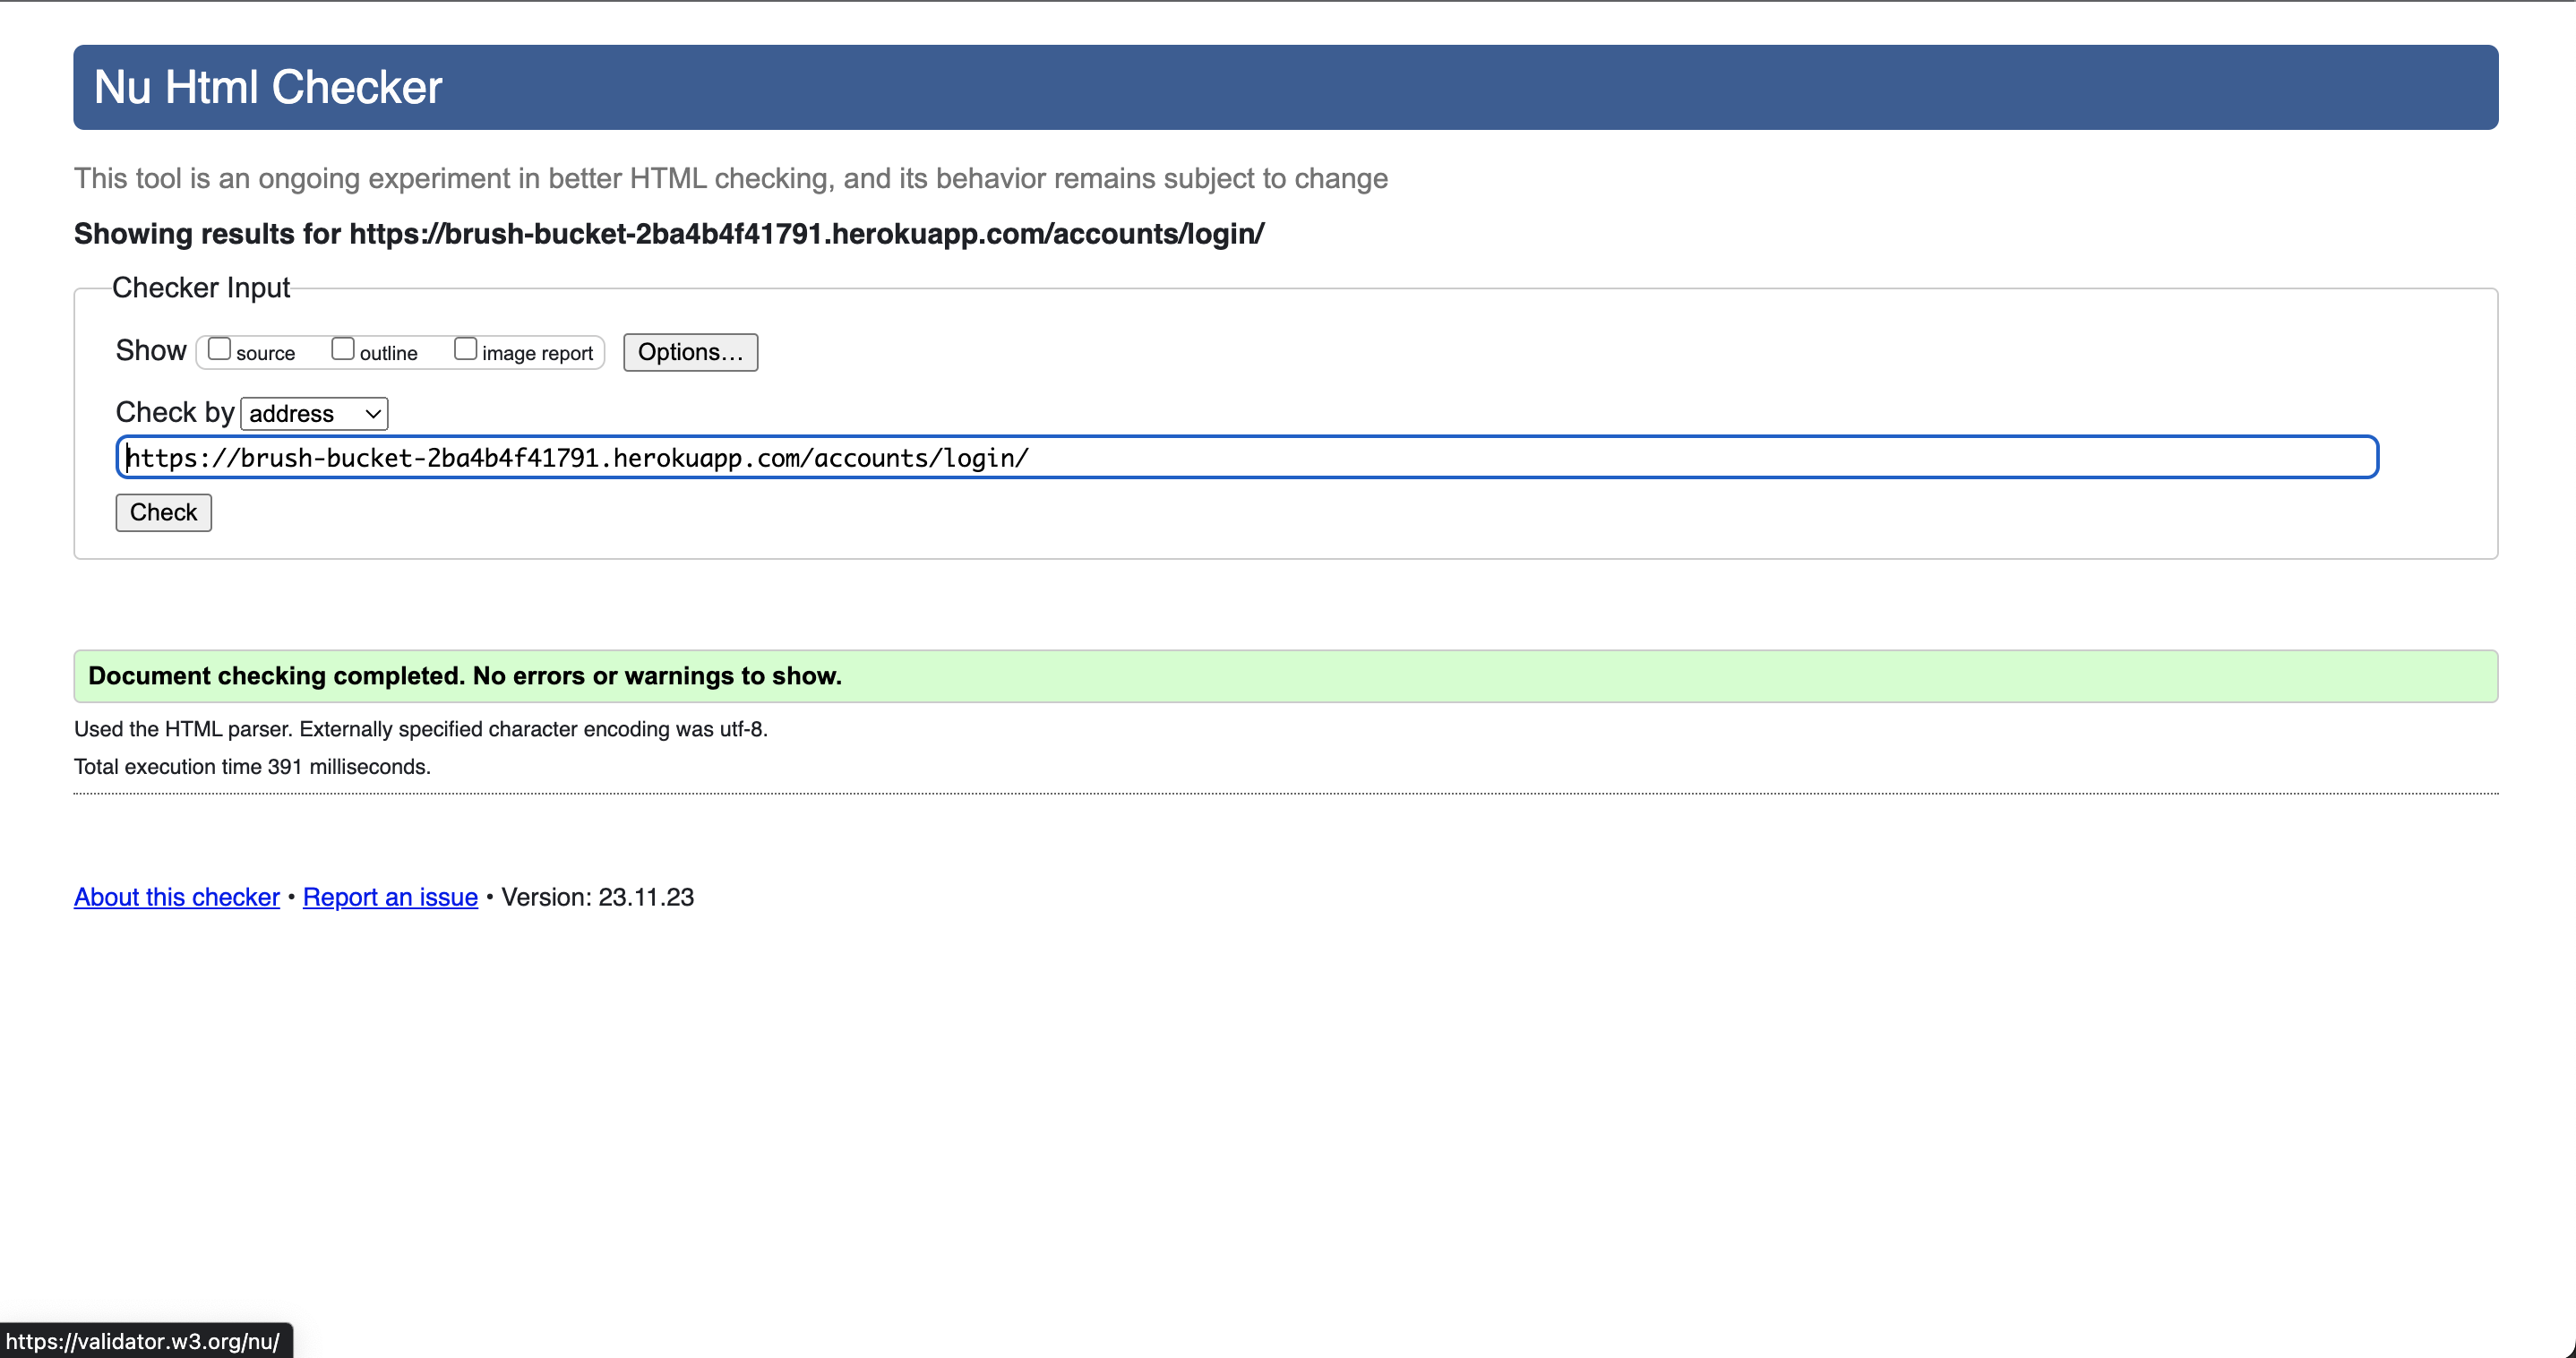 Nu Html Checker
This tool is an ongoing experiment in better HTML checking, and its behavior remains subject to change
Showing results for https://brush-bucket-2ba4b4f41791.herokuapp.com/accounts/login/
Checker Input
Show source outline image report Options...
Check by address
https://brush-bucket-2ba4b4f41791.herokuapp.com/accounts/login/
Check
Document checking completed. No errors or warnings to show.
Used the HTML parser. Externally specified character encoding was utf-8.
Total execution time 391 milliseconds.
About this checker • Report an issue • Version: 23.11.23
https://validator.w3.org/nu/